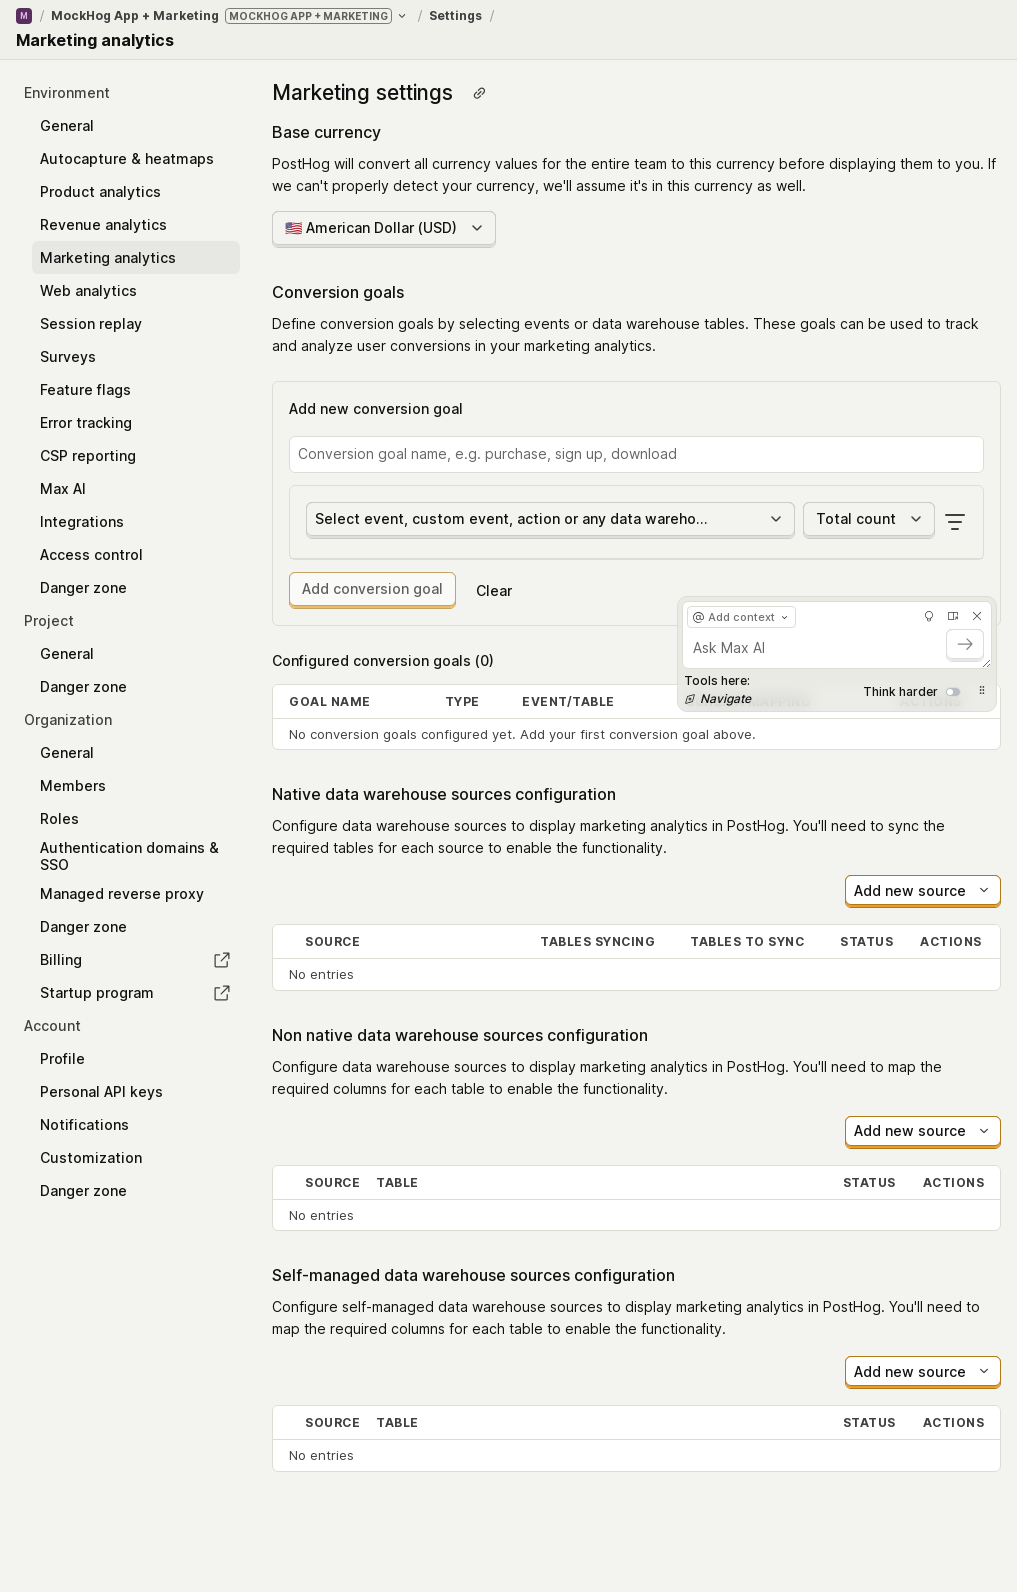 M / MockHog App + Marketing MOCKHOG APP + MARKETING / Settings /
Marketing analytics
Environment
General
Autocapture & heatmaps
Product analytics
Revenue analytics
Marketing analytics
Web analytics
Session replay
Surveys
Feature flags
Error tracking
CSP reporting
Max AI
Integrations
Access control
Danger zone
Project
General
Danger zone
Organization
General
Members
Roles
Authentication domains &
SSO
Managed reverse proxy
Danger zone
Billing
Startup program
Account
Profile
Personal API keys
Notifications
Customization
Danger zone
Marketing settings
Base currency
PostHog will convert all currency values for the entire team to this currency before displaying them to you. If
we can't properly detect your currency, we'll assume it's in this currency as well.
🇺🇸 American Dollar (USD)
Conversion goals
Define conversion goals by selecting events or data warehouse tables. These goals can be used to track
and analyze user conversions in your marketing analytics.
Add new conversion goal
Conversion goal name, e.g. purchase, sign up, download
Select event, custom event, action or any data wareho... Total count
Add conversion goal Clear
@ Add context
Ask Max AI
Tools here:
Navigate
Think harder
Configured conversion goals (0)
GOAL NAME TYPE EVENT/TABLE
No conversion goals configured yet. Add your first conversion goal above.
Native data warehouse sources configuration
Configure data warehouse sources to display marketing analytics in PostHog. You'll need to sync the
required tables for each source to enable the functionality.
Add new source
SOURCE TABLES SYNCING TABLES TO SYNC STATUS ACTIONS
No entries
Non native data warehouse sources configuration
Configure data warehouse sources to display marketing analytics in PostHog. You'll need to map the
required columns for each table to enable the functionality.
Add new source
SOURCE TABLE STATUS ACTIONS
No entries
Self-managed data warehouse sources configuration
Configure self-managed data warehouse sources to display marketing analytics in PostHog. You'll need to
map the required columns for each table to enable the functionality.
Add new source
SOURCE TABLE STATUS ACTIONS
No entries